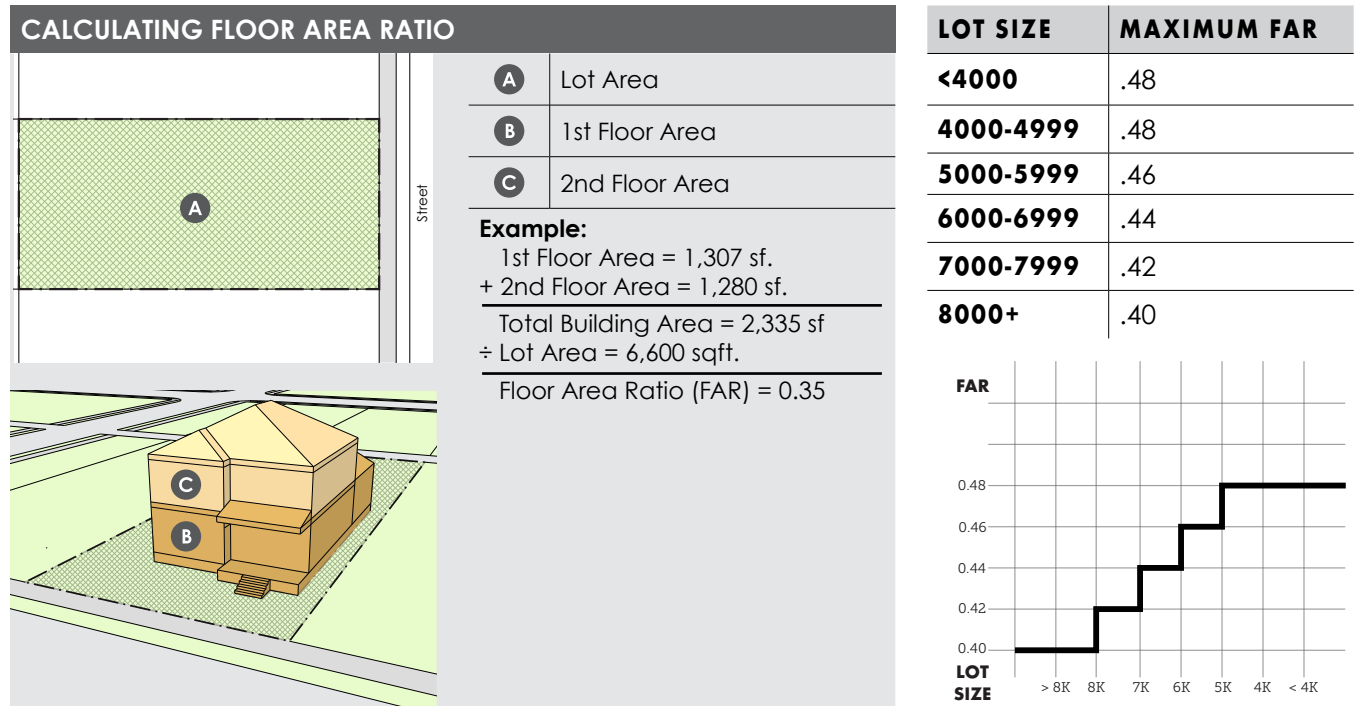 CALCULATING FLOOR AREA RATIO
A
Street
A Lot Area
B 1st Floor Area
C 2nd Floor Area
Example:
1st Floor Area = 1,307 sf.
+ 2nd Floor Area = 1,280 sf.
Total Building Area = 2,335 sf
÷ Lot Area = 6,600 sqft.
Floor Area Ratio (FAR) = 0.35
C
B
LOT SIZE MAXIMUM FAR
<4000 .48
4000-4999 .48
5000-5999 .46
6000-6999 .44
7000-7999 .42
8000+ .40
FAR
0.48
0.46
0.44
0.42
0.40
LOT
SIZE
> 8K 8K 7K 6K 5K 4K < 4K